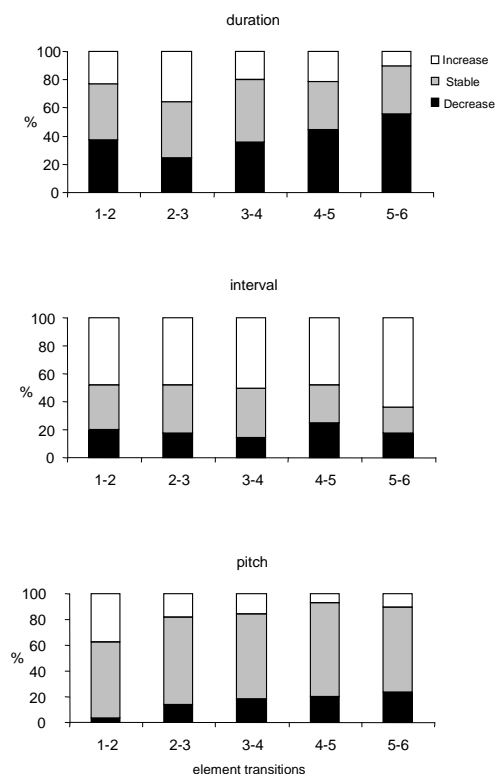 duration
100
80
60
40
20
0
%
1-2 2-3 3-4 4-5 5-6
Increase
Stable
Decrease
interval
100
80
60
40
20
0
%
1-2 2-3 3-4 4-5 5-6
pitch
100
80
60
40
20
0
%
1-2 2-3 3-4 4-5 5-6
element transitions